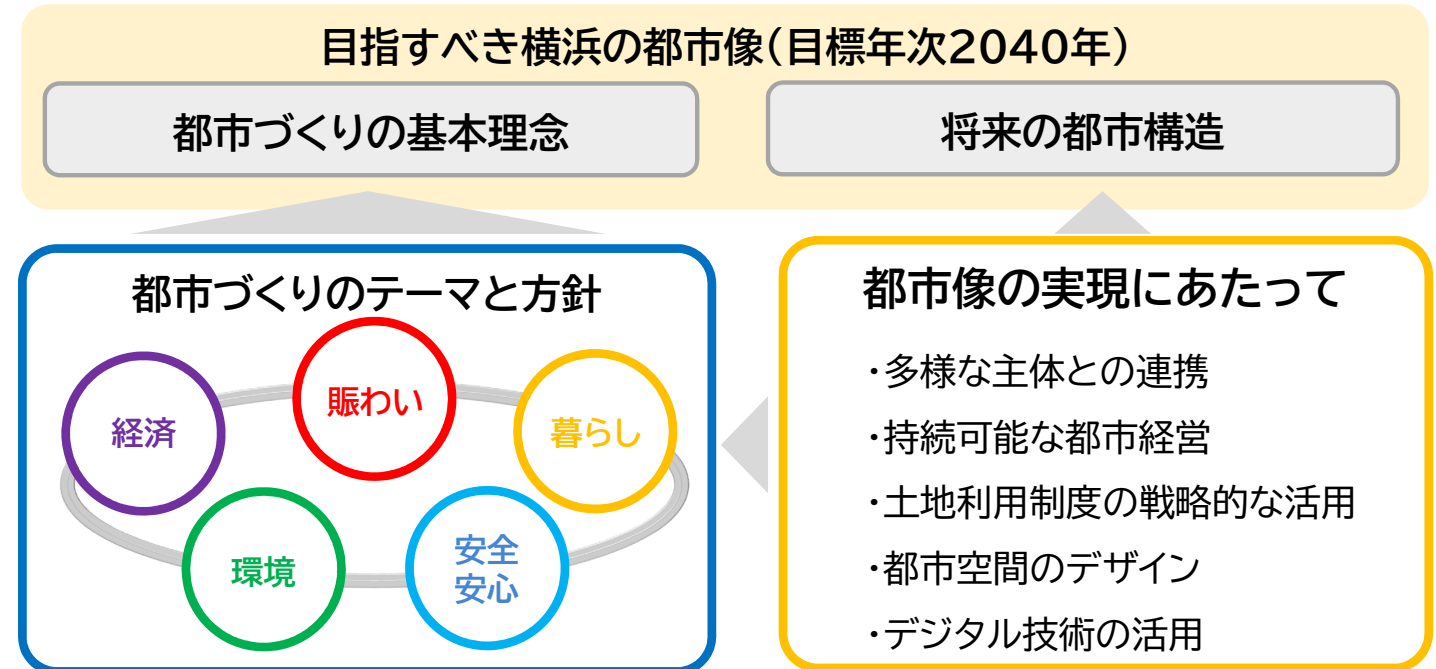 目指すべき横浜の都市像(目標年次2040年)
都市づくりの基本理念
将来の都市構造
都市づくりのテーマと方針
経済
賑わい
暮らし
環境
安全
安心
都市像の実現にあたって
・多様な主体との連携
・持続可能な都市経営
・土地利用制度の戦略的な活用
・都市空間のデザイン
・デジタル技術の活用